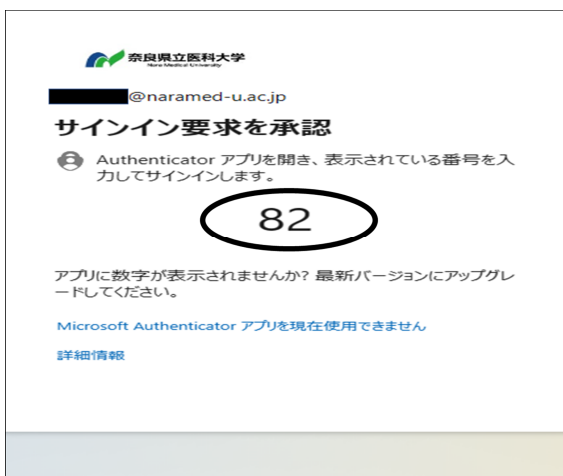 奈良県立医科大学
Nara Medical University
@naramed-u.ac.jp
サインイン要求を承認
Authenticator アプリを開き、表示されている番号を入
力してサインインします。
82
アプリに数字が表示されませんか? 最新バージョンにアップグレ
ードしてください。
Microsoft Authenticator アプリを現在使用できません
詳細情報